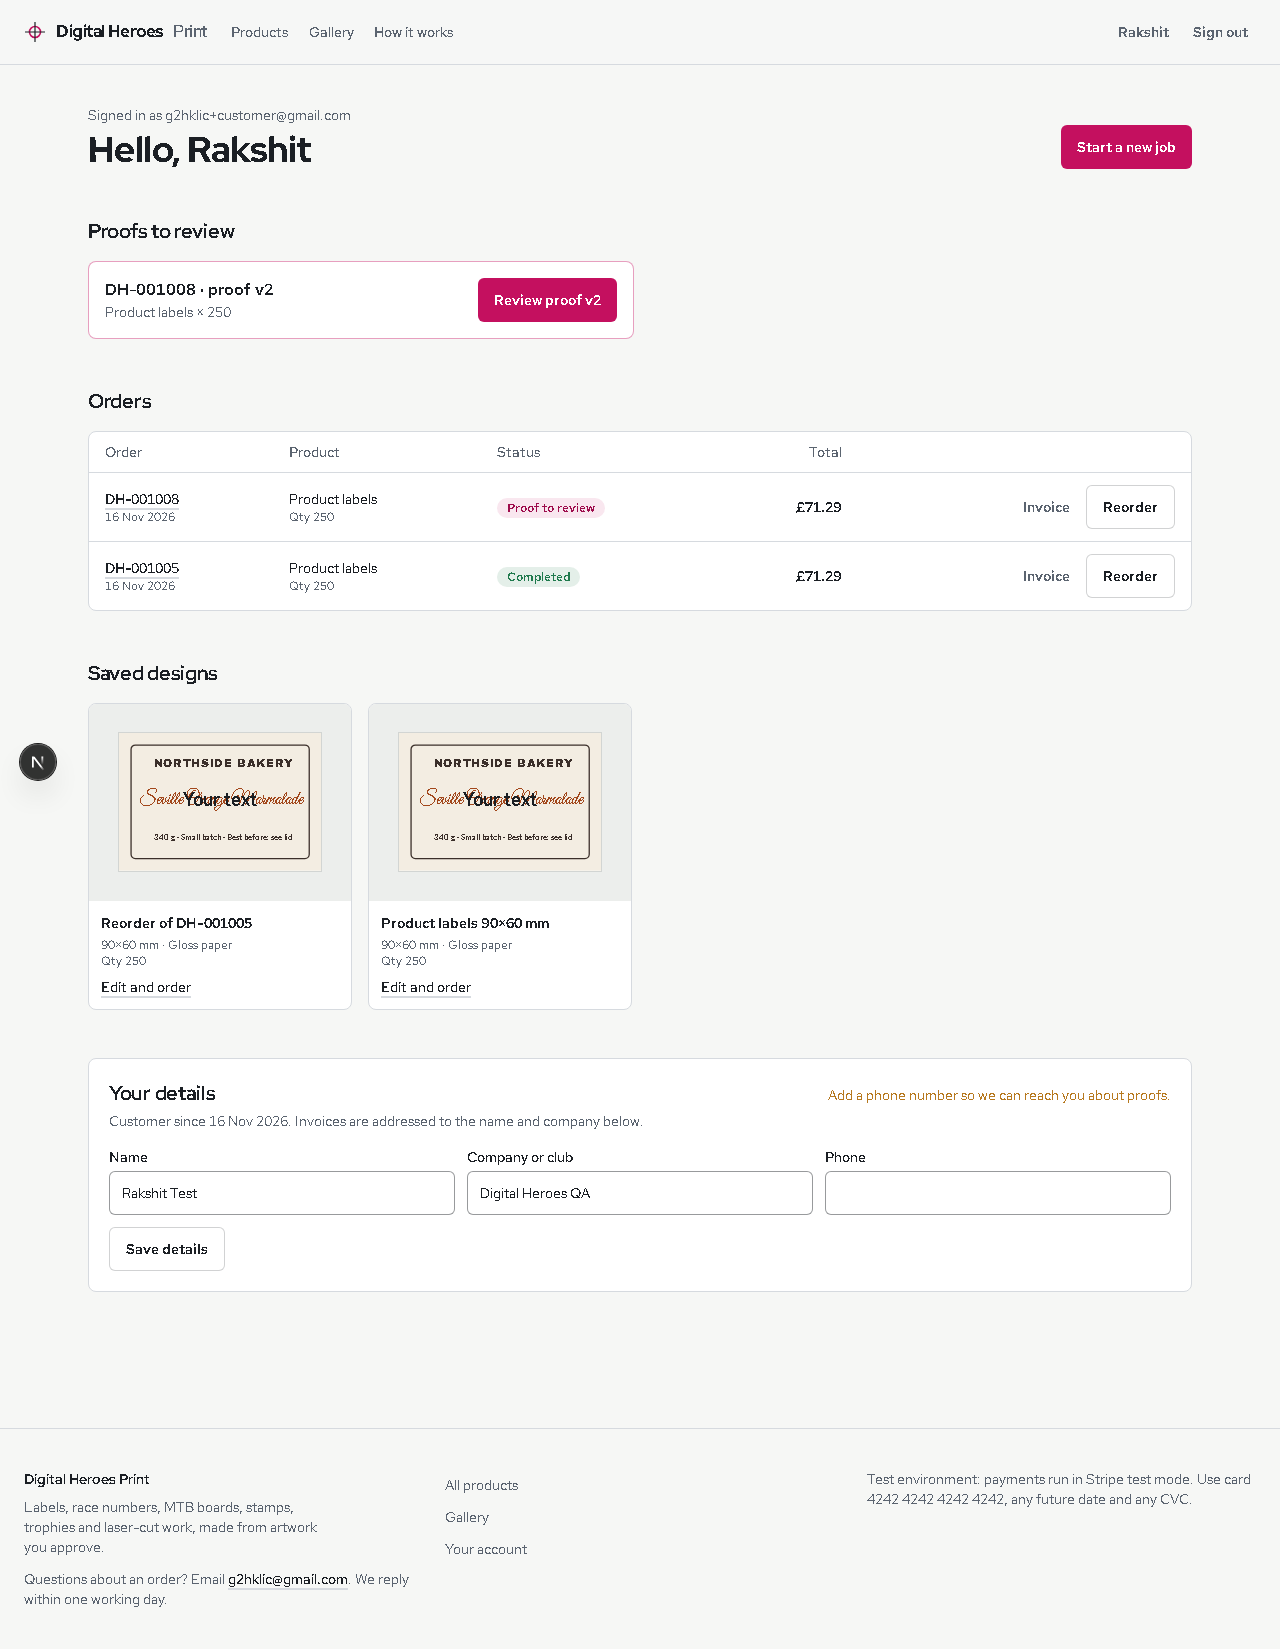 Digital Heroes Print Products Gallery How it works Rakshit Sign out
Signed in as g2hklic+customer@gmail.com
Hello, Rakshit
Start a new job
Proofs to review
DH-001008 · proof v2
Product labels × 250
Review proof v2
Orders
Order Product Status Total
DH-001008 Product labels Proof to review £71.29 Invoice Reorder
16 Nov 2026 Qty 250
DH-001005 Product labels Completed £71.29 Invoice Reorder
16 Nov 2026 Qty 250
Saved designs
NORTHSIDE BAKERY
Seville Orange Marmalade
Your text
340 g · Small batch · Best before: see lid
Reorder of DH-001005
90×60 mm · Gloss paper
Qty 250
Edit and order
NORTHSIDE BAKERY
Seville Orange Marmalade
Your text
340 g · Small batch · Best before: see lid
Product labels 90×60 mm
90×60 mm · Gloss paper
Qty 250
Edit and order
N
Your details
Add a phone number so we can reach you about proofs.
Customer since 16 Nov 2026. Invoices are addressed to the name and company below.
Name Company or club Phone
Rakshit Test Digital Heroes QA
Save details
Digital Heroes Print
Labels, race numbers, MTB boards, stamps,
trophies and laser-cut work, made from artwork
you approve.
Questions about an order? Email g2hklic@gmail.com. We reply
within one working day.
All products
Gallery
Your account
Test environment: payments run in Stripe test mode. Use card
4242 4242 4242 4242, any future date and any CVC.